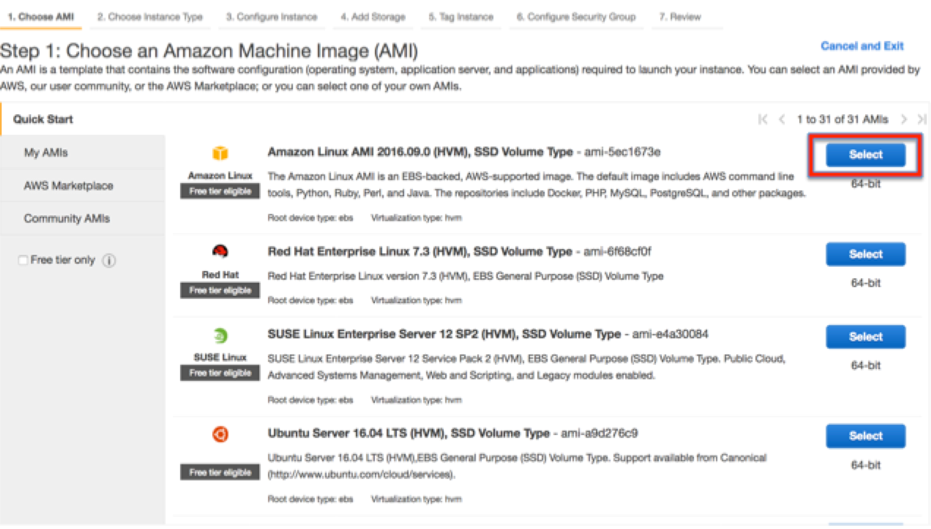 1. Choose AMI 2. Choose Instance Type 3. Configure Instance 4. Add Storage 5. Tag Instance 6. Configure Security Group 7. Review
Step 1: Choose an Amazon Machine Image (AMI)
Cancel and Exit
An AMI is a template that contains the software configuration (operating system, application server, and applications) required to launch your instance. You can select an AMI provided by
AWS, our user community, or the AWS Marketplace; or you can select one of your own AMIs.
Quick Start
1 to 31 of 31 AMIs
My AMIs
AWS Marketplace
Community AMIs
Free tier only
Amazon Linux
Free tier eligible
Amazon Linux AMI 2016.09.0 (HVM), SSD Volume Type - ami-5ec1673e
The Amazon Linux AMI is an EBS-backed, AWS-supported image. The default image includes AWS command line
tools, Python, Ruby, Perl, and Java. The repositories include Docker, PHP, MySQL, PostgreSQL, and other packages.
Root device type: ebs Virtualization type: hvm
Select
64-bit
Red Hat
Free tier eligible
Red Hat Enterprise Linux 7.3 (HVM), SSD Volume Type - ami-6f68cf0f
Red Hat Enterprise Linux version 7.3 (HVM), EBS General Purpose (SSD) Volume Type
Root device type: ebs Virtualization type: hvm
Select
64-bit
SUSE Linux
Free tier eligible
SUSE Linux Enterprise Server 12 SP2 (HVM), SSD Volume Type - ami-e4a30084
SUSE Linux Enterprise Server 12 Service Pack 2 (HVM), EBS General Purpose (SSD) Volume Type. Public Cloud,
Advanced Systems Management, Web and Scripting, and Legacy modules enabled.
Root device type: ebs Virtualization type: hvm
Select
64-bit
Free tier eligible
Ubuntu Server 16.04 LTS (HVM), SSD Volume Type - ami-a9d276c9
Ubuntu Server 16.04 LTS (HVM),EBS General Purpose (SSD) Volume Type. Support available from Canonical
(http://www.ubuntu.com/cloud/services).
Root device type: ebs Virtualization type: hvm
Select
64-bit